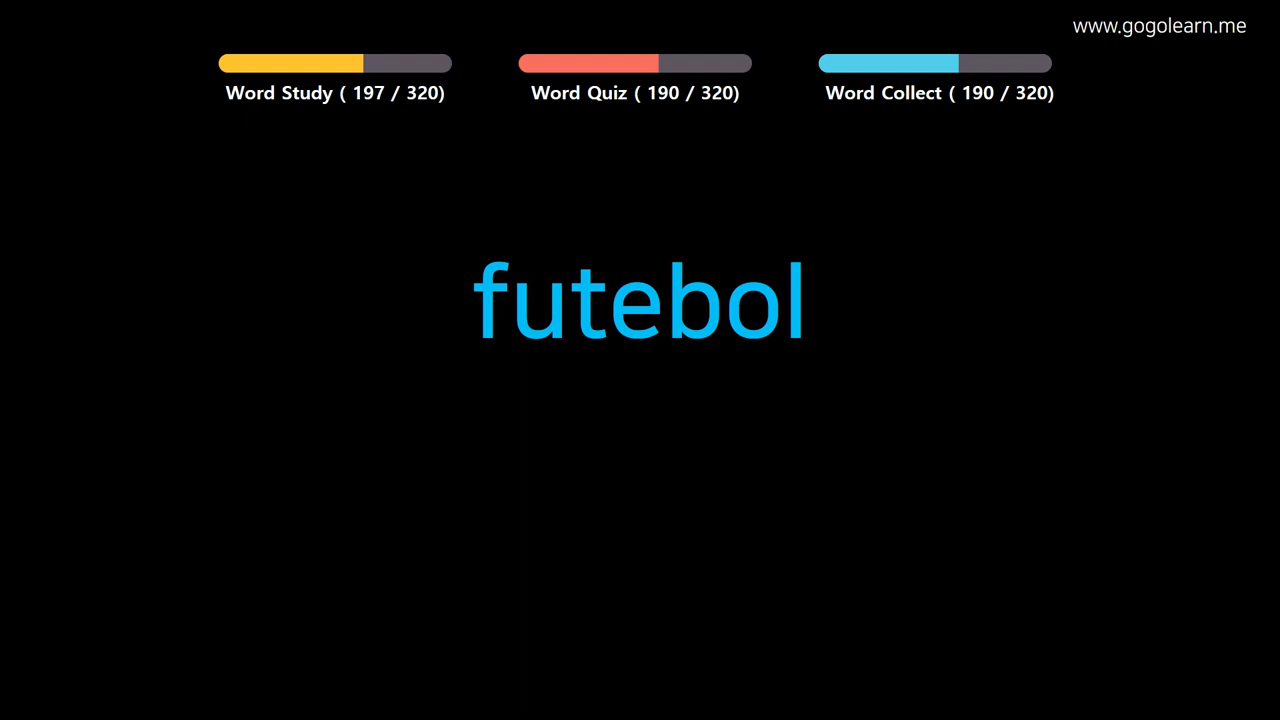 www.gogolearn.me
Word Study ( 197 / 320)
Word Quiz ( 190 / 320)
Word Collect ( 190 / 320)
futebol